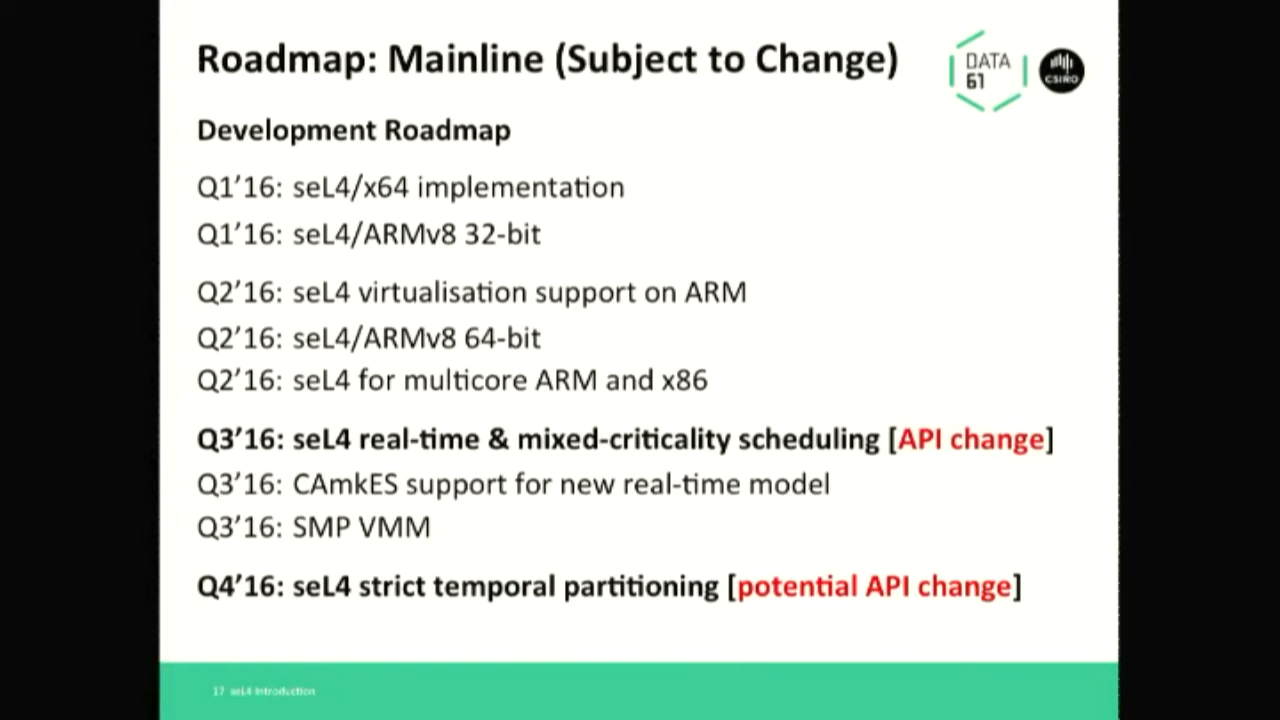 Roadmap: Mainline (Subject to Change)
DATA
61
CSIRO
Development Roadmap
Q1’16: seL4/x64 implementation
Q1’16: seL4/ARMv8 32-bit
Q2’16: seL4 virtualisation support on ARM
Q2’16: seL4/ARMv8 64-bit
Q2’16: seL4 for multicore ARM and x86
Q3’16: seL4 real-time & mixed-criticality scheduling [API change]
Q3’16: CAmkES support for new real-time model
Q3’16: SMP VMM
Q4’16: seL4 strict temporal partitioning [potential API change]
17 seL4 Introduction